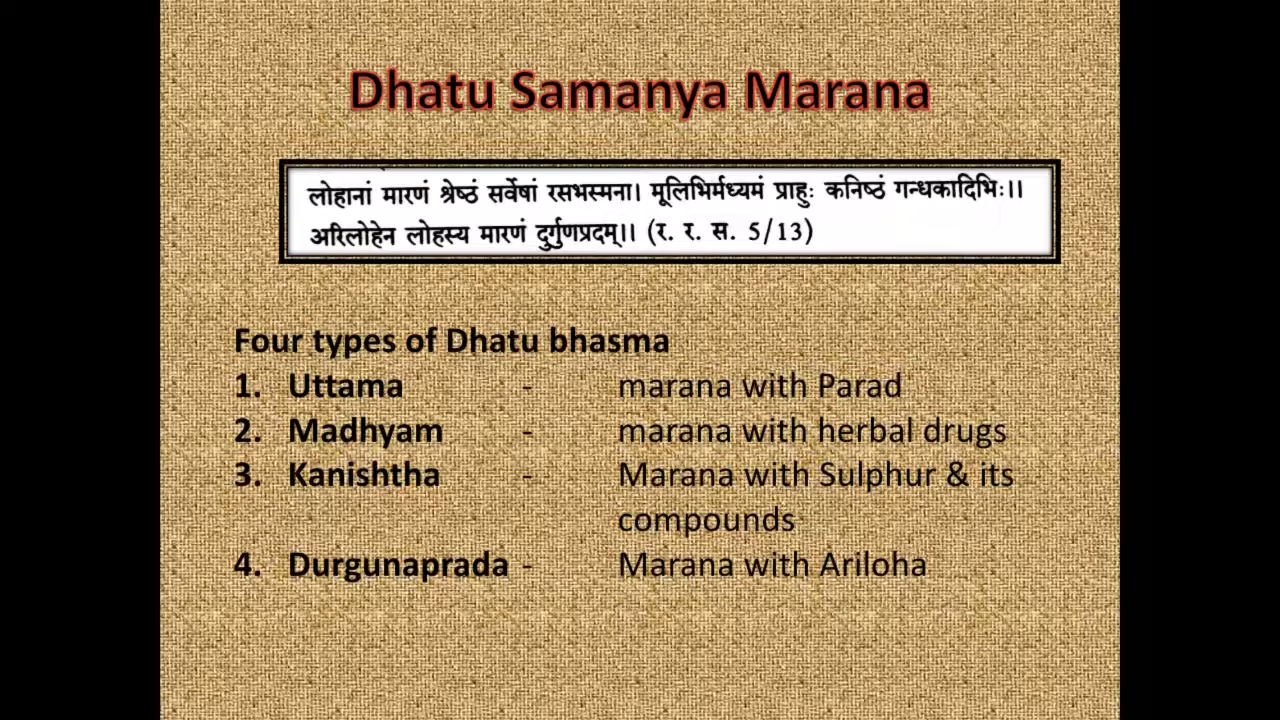 Dhatu Samanya Marana
लोहानां मारणं श्रेष्ठं सर्वेषां रसभस्मना। मूलिभिर्मध्यमं प्राहुः कनिष्ठं गन्धकादिभिः।।
अरिलोहेन लोहस्य मारणं दुर्गुणप्रदम्।। (र. र. स. 5/13)
Four types of Dhatu bhasma
1. Uttama - marana with Parad
2. Madhyam - marana with herbal drugs
3. Kanishtha - Marana with Sulphur & its
compounds
4. Durgunaprada - Marana with Ariloha